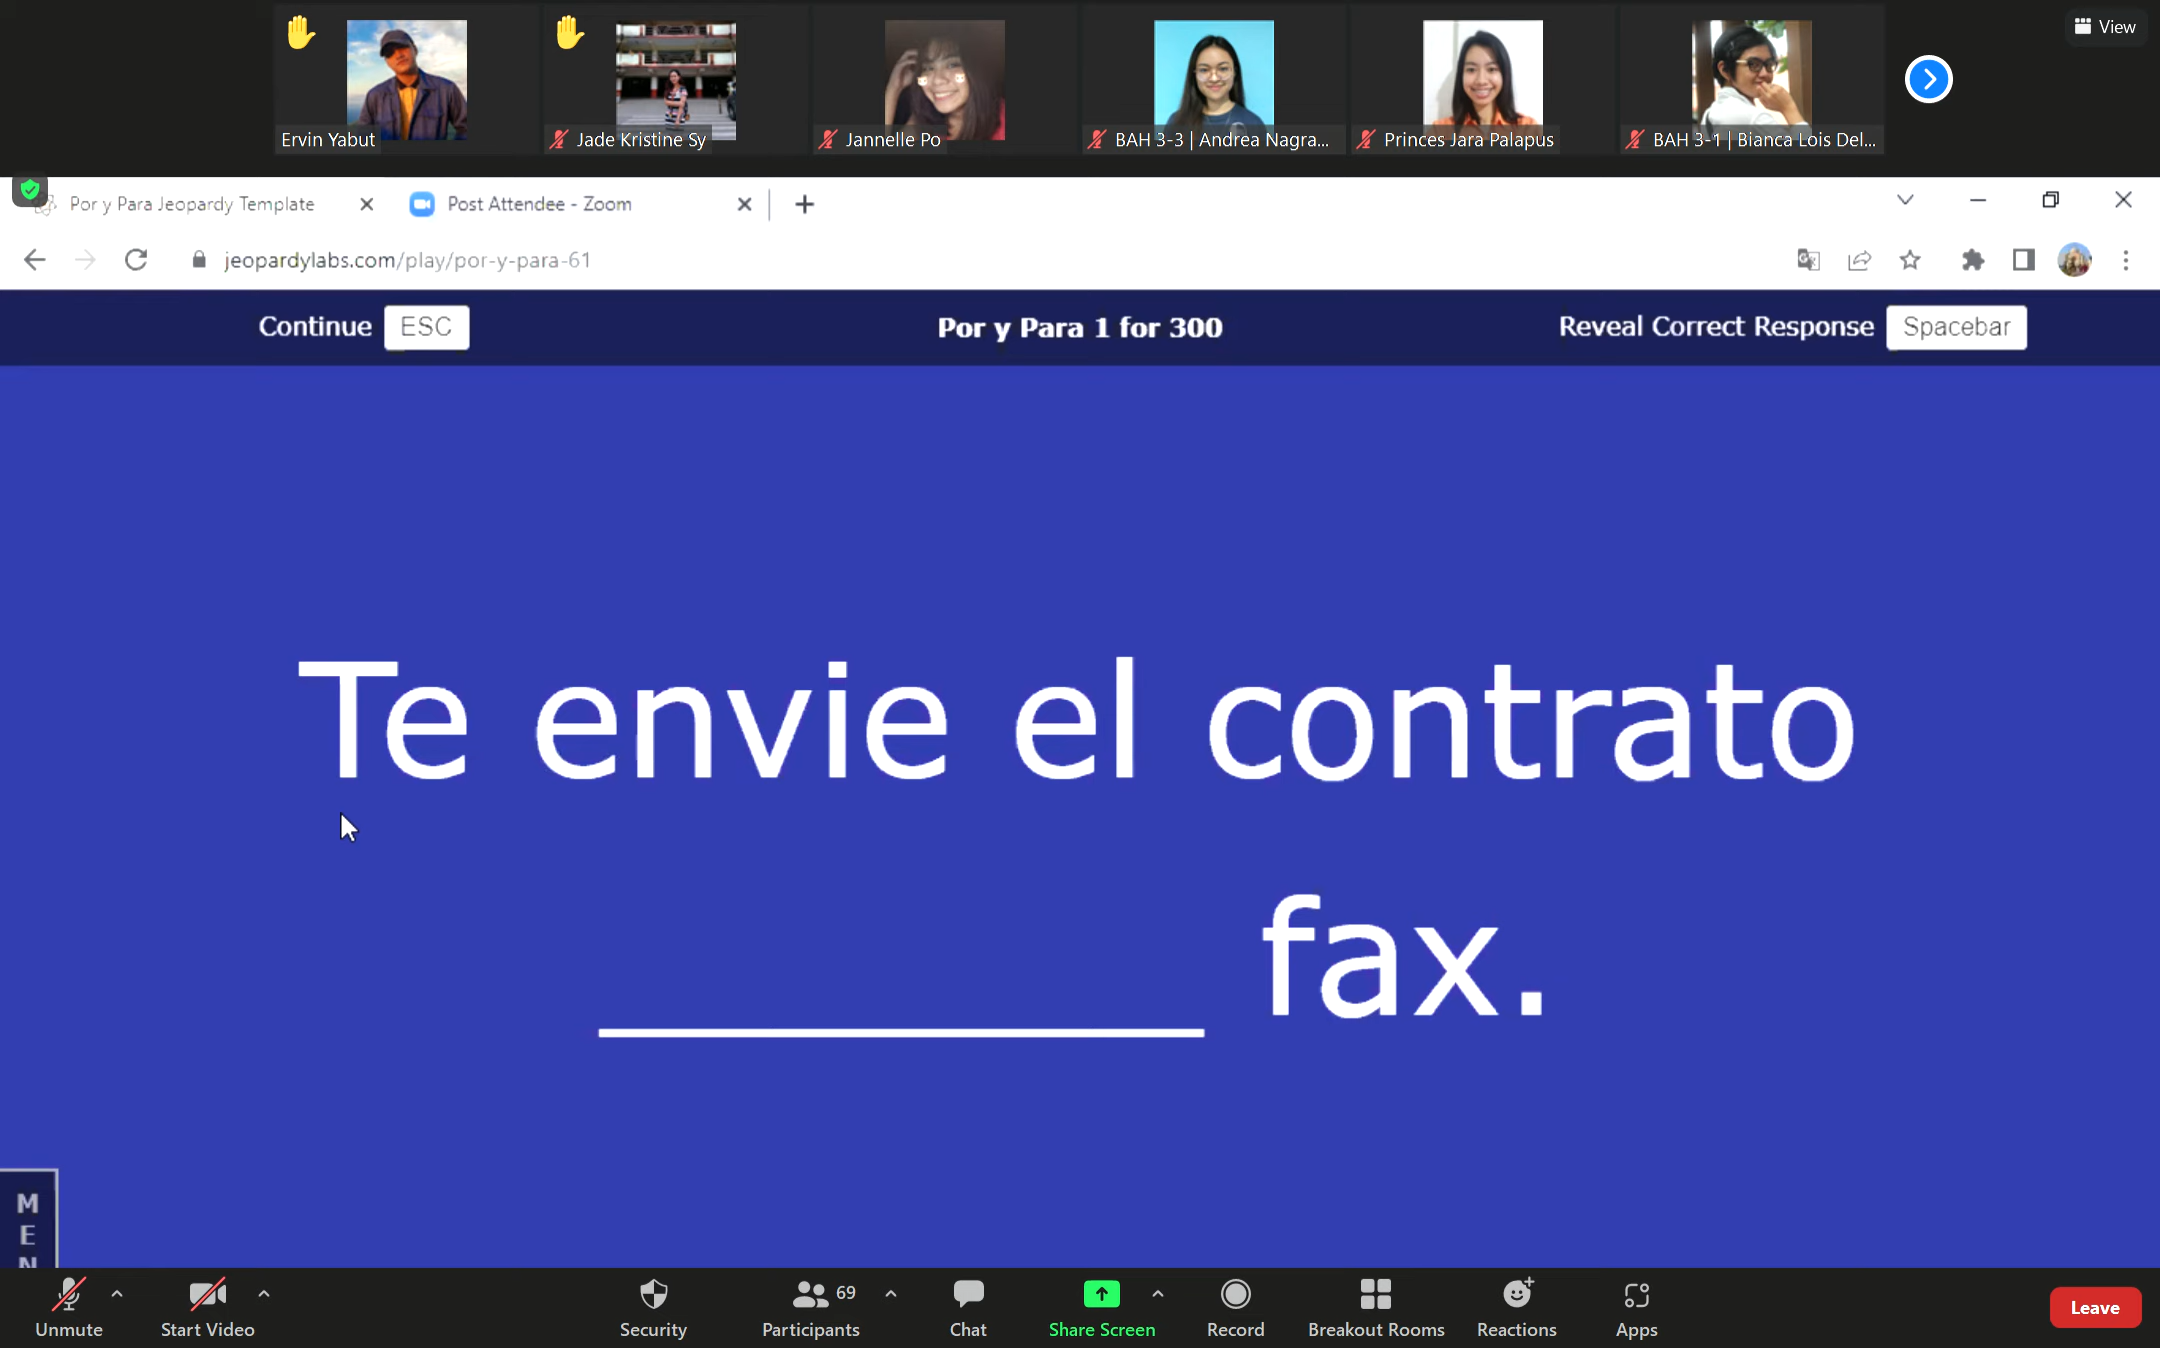 View
Ervin Yabut
Jade Kristine Sy
Jannelle Po
BAH 3-3 | Andrea Nagra...
Princes Jara Palapus
BAH 3-1 | Bianca Lois Del...
Por y Para Jeopardy Template
Post Attendee - Zoom
jeopardylabs.com/play/por-y-para-61
Continue ESC
Por y Para 1 for 300
Reveal Correct Response Spacebar
Te envie el contrato
__________ fax.
M
E
N
Unmute
Start Video
Security
69
Participants
Chat
Share Screen
Record
Breakout Rooms
Reactions
Apps
Leave